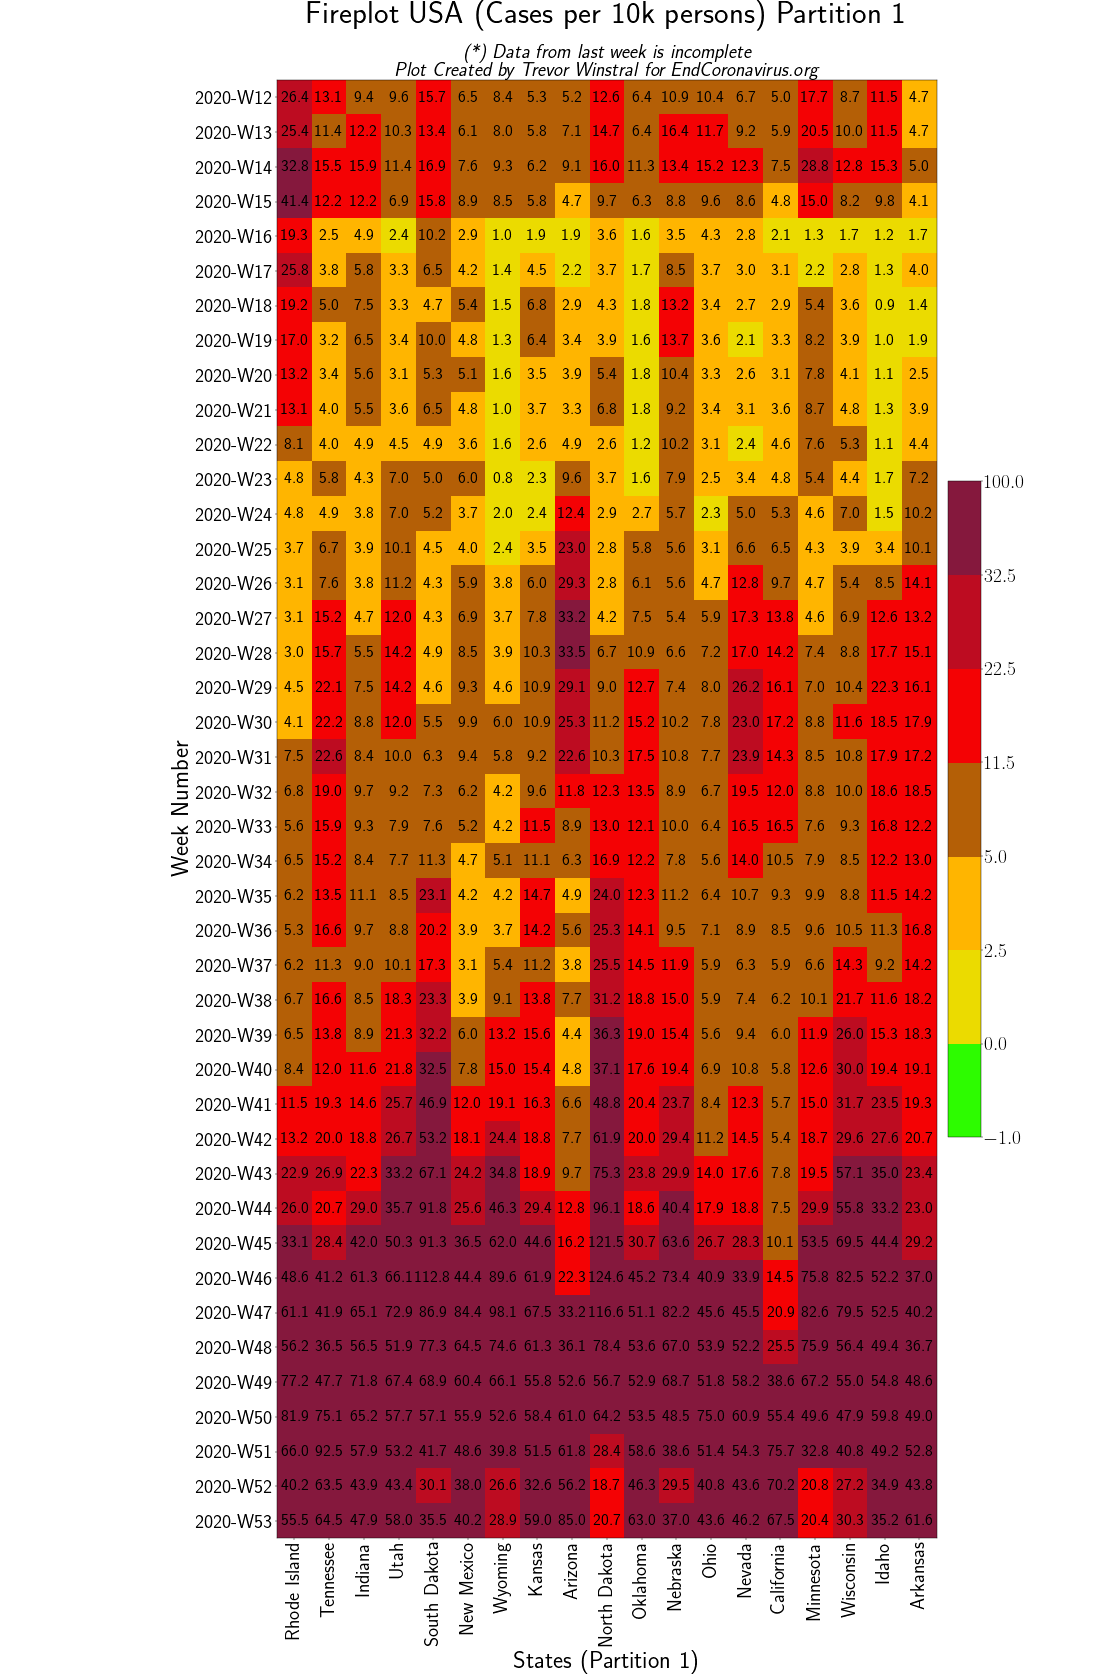 Fireplot USA (Cases per 10k persons) Partition 1
(*) Data from last week is incomplete
Plot Created by Trevor Winstral for EndCoronavirus.org
2020-W12 26.4 13.1 9.4 9.6 15.7 6.5 8.4 5.3 5.2 12.6 6.4 10.9 10.4 6.7 5.0 17.7 8.7 11.5 4.7
2020-W13 25.4 11.4 12.2 10.3 13.4 6.1 8.0 5.8 7.1 14.7 6.4 16.4 11.7 9.2 5.9 20.5 10.0 11.5 4.7
2020-W14 32.8 15.5 15.9 11.4 16.9 7.6 9.3 6.2 9.1 16.0 11.3 13.4 15.2 12.3 7.5 28.8 12.8 15.3 5.0
2020-W15 41.4 12.2 12.2 6.9 15.8 8.9 8.5 5.8 4.7 9.7 6.3 8.8 9.6 8.6 4.8 15.0 8.2 9.8 4.1
2020-W16 19.3 2.5 4.9 2.4 10.2 2.9 1.0 1.9 1.9 3.6 1.6 3.5 4.3 2.8 2.1 1.3 1.7 1.2 1.7
2020-W17 25.8 3.8 5.8 3.3 6.5 4.2 1.4 4.5 2.2 3.7 1.7 8.5 3.7 3.0 3.1 2.2 2.8 1.3 4.0
2020-W18 19.2 5.0 7.5 3.3 4.7 5.4 1.5 6.8 2.9 4.3 1.8 13.2 3.4 2.7 2.9 5.4 3.6 0.9 1.4
2020-W19 17.0 3.2 6.5 3.4 10.0 4.8 1.3 6.4 3.4 3.9 1.6 13.7 3.6 2.1 3.3 8.2 3.9 1.0 1.9
2020-W20 13.2 3.4 5.6 3.1 5.3 5.1 1.6 3.5 3.9 5.4 1.8 10.4 3.3 2.6 3.1 7.8 4.1 1.1 2.5
2020-W21 13.1 4.0 5.5 3.6 6.5 4.8 1.0 3.7 3.3 6.8 1.8 9.2 3.4 3.1 3.6 8.7 4.8 1.3 3.9
2020-W22 8.1 4.0 4.9 4.5 4.9 3.6 1.6 2.6 4.9 2.6 1.2 10.2 3.1 2.4 4.6 7.6 5.3 1.1 4.4
2020-W23 4.8 5.8 4.3 7.0 5.0 6.0 0.8 2.3 9.6 3.7 1.6 7.9 2.5 3.4 4.8 5.4 4.4 1.7 7.2
2020-W24 4.8 4.9 3.8 7.0 5.2 3.7 2.0 2.4 12.4 2.9 2.7 5.7 2.3 5.0 5.3 4.6 7.0 1.5 10.2
2020-W25 3.7 6.7 3.9 10.1 4.5 4.0 2.4 3.5 23.0 2.8 5.8 5.6 3.1 6.6 6.5 4.3 3.9 3.4 10.1
2020-W26 3.1 7.6 3.8 11.2 4.3 5.9 3.8 6.0 29.3 2.8 6.1 5.6 4.7 12.8 9.7 4.7 5.4 8.5 14.1
2020-W27 3.1 15.2 4.7 12.0 4.3 6.9 3.7 7.8 33.2 4.2 7.5 5.4 5.9 17.3 13.8 4.6 6.9 12.6 13.2
2020-W28 3.0 15.7 5.5 14.2 4.9 8.5 3.9 10.3 33.5 6.7 10.9 6.6 7.2 17.0 14.2 7.4 8.8 17.7 15.1
2020-W29 4.5 22.1 7.5 14.2 4.6 9.3 4.6 10.9 29.1 9.0 12.7 7.4 8.0 26.2 16.1 7.0 10.4 22.3 16.1
2020-W30 4.1 22.2 8.8 12.0 5.5 9.9 6.0 10.9 25.3 11.2 15.2 10.2 7.8 23.0 17.2 8.8 11.6 18.5 17.9
2020-W31 7.5 22.6 8.4 10.0 6.3 9.4 5.8 9.2 22.6 10.3 17.5 10.8 7.7 23.9 14.3 8.5 10.8 17.9 17.2
2020-W32 6.8 19.0 9.7 9.2 7.3 6.2 4.2 9.6 11.8 12.3 13.5 8.9 6.7 19.5 12.0 8.8 10.0 18.6 18.5
2020-W33 5.6 15.9 9.3 7.9 7.6 5.2 4.2 11.5 8.9 13.0 12.1 10.0 6.4 16.5 16.5 7.6 9.3 16.8 12.2
2020-W34 6.5 15.2 8.4 7.7 11.3 4.7 5.1 11.1 6.3 16.9 12.2 7.8 5.6 14.0 10.5 7.9 8.5 12.2 13.0
2020-W35 6.2 13.5 11.1 8.5 23.1 4.2 4.2 14.7 4.9 24.0 12.3 11.2 6.4 10.7 9.3 9.9 8.8 11.5 14.2
2020-W36 5.3 16.6 9.7 8.8 20.2 3.9 3.7 14.2 5.6 25.3 14.1 9.5 7.1 8.9 8.5 9.6 10.5 11.3 16.8
2020-W37 6.2 11.3 9.0 10.1 17.3 3.1 5.4 11.2 3.8 25.5 14.5 11.9 5.9 6.3 5.9 6.6 14.3 9.2 14.2
2020-W38 6.7 16.6 8.5 18.3 23.3 3.9 9.1 13.8 7.7 31.2 18.8 15.0 5.9 7.4 6.2 10.1 21.7 11.6 18.2
2020-W39 6.5 13.8 8.9 21.3 32.2 6.0 13.2 15.6 4.4 36.3 19.0 15.4 5.6 9.4 6.0 11.9 26.0 15.3 18.3
2020-W40 8.4 12.0 11.6 21.8 32.5 7.8 15.0 15.4 4.8 37.1 17.6 19.4 6.9 10.8 5.8 12.6 30.0 19.4 19.1
2020-W41 11.5 19.3 14.6 25.7 46.9 12.0 19.1 16.3 6.6 48.8 20.4 23.7 8.4 12.3 5.7 15.0 31.7 23.5 19.3
2020-W42 13.2 20.0 18.8 26.7 53.2 18.1 24.4 18.8 7.7 61.9 20.0 29.4 11.2 14.5 5.4 18.7 29.6 27.6 20.7
2020-W43 22.9 26.9 22.3 33.2 67.1 24.2 34.8 18.9 9.7 75.3 23.8 29.9 14.0 17.6 7.8 19.5 57.1 35.0 23.4
2020-W44 26.0 20.7 29.0 35.7 91.8 25.6 46.3 29.4 12.8 96.1 18.6 40.4 17.9 18.8 7.5 29.9 55.8 33.2 23.0
2020-W45 33.1 28.4 42.0 50.3 91.3 36.5 62.0 44.6 16.2 121.5 30.7 63.6 26.7 28.3 10.1 53.5 69.5 44.4 29.2
2020-W46 48.6 41.2 61.3 66.1 112.8 44.4 89.6 61.9 22.3 124.6 45.2 73.4 40.9 33.9 14.5 75.8 82.5 52.2 37.0
2020-W47 61.1 41.9 65.1 72.9 86.9 84.4 98.1 67.5 33.2 116.6 51.1 82.2 45.6 45.5 20.9 82.6 79.5 52.5 40.2
2020-W48 56.2 36.5 56.5 51.9 77.3 64.5 74.6 61.3 36.1 78.4 53.6 67.0 53.9 52.2 25.5 75.9 56.4 49.4 36.7
2020-W49 77.2 47.7 71.8 67.4 68.9 60.4 66.1 55.8 52.6 56.7 52.9 68.7 51.8 58.2 38.6 67.2 55.0 54.8 48.6
2020-W50 81.9 75.1 65.2 57.7 57.1 55.9 52.6 58.4 61.0 64.2 53.5 48.5 75.0 60.9 55.4 49.6 47.9 59.8 49.0
2020-W51 66.0 92.5 57.9 53.2 41.7 48.6 39.8 51.5 61.8 28.4 58.6 38.6 51.4 54.3 75.7 32.8 40.8 49.2 52.8
2020-W52 40.2 63.5 43.9 43.4 30.1 38.0 26.6 32.6 56.2 18.7 46.3 29.5 40.8 43.6 70.2 20.8 27.2 34.9 43.8
2020-W53 55.5 64.5 47.9 58.0 35.5 40.2 28.9 59.0 85.0 20.7 63.0 37.0 43.6 46.2 67.5 20.4 30.3 35.2 61.6
Week Number
Rhode Island
Tennessee
Indiana
Utah
South Dakota
New Mexico
Wyoming
Kansas
Arizona
North Dakota
Oklahoma
Nebraska
Ohio
Nevada
California
Minnesota
Wisconsin
Idaho
Arkansas
States (Partition 1)
100.0
32.5
22.5
11.5
5.0
2.5
0.0
−1.0